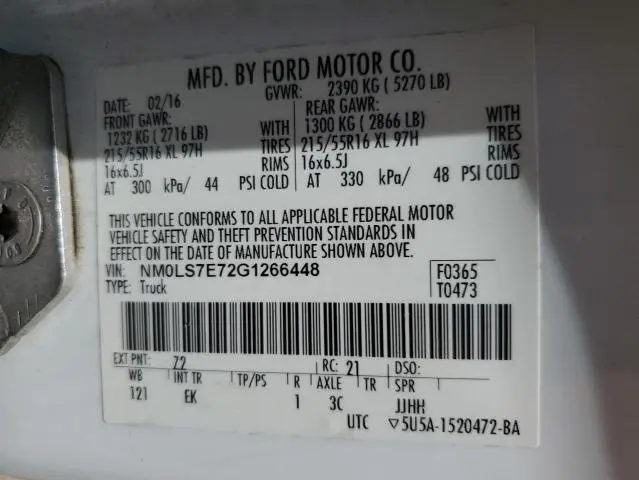 MFD. BY FORD MOTOR CO.
DATE: 02/16 GVWR: 2390 KG ( 5270 LB)
FRONT GAWR: REAR GAWR:
1232 KG ( 2716 LB) WITH 1300 KG ( 2866 LB) WITH
215/55R16 XL 97H TIRES 215/55R16 XL 97H TIRES
16x6.5J RIMS 16x6.5J RIMS
AT 300 kPa/ 44 PSI COLD AT 330 kPa/ 48 PSI COLD
THIS VEHICLE CONFORMS TO ALL APPLICABLE FEDERAL MOTOR
VEHICLE SAFETY AND THEFT PREVENTION STANDARDS IN
EFFECT ON THE DATE OF MANUFACTURE SHOWN ABOVE.
VIN: NM0LS7E72G1266448 F0365
TYPE: Truck T0473
EXT PNT: Z2 RC: 21 DSO:
WB INT TR TP/PS R AXLE TR SPR
121 EK 1 3C JJHH
UTC ▽5U5A-1520472-BA